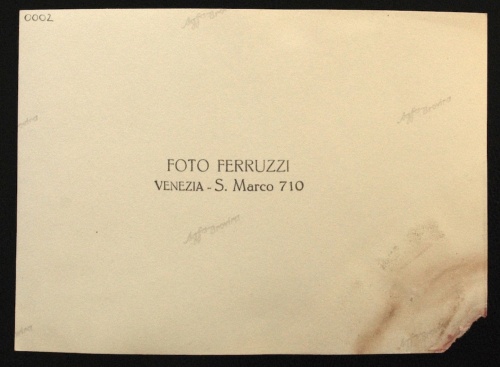 0002
FOTO FERRUZZI
VENEZIA - S. Marco 710